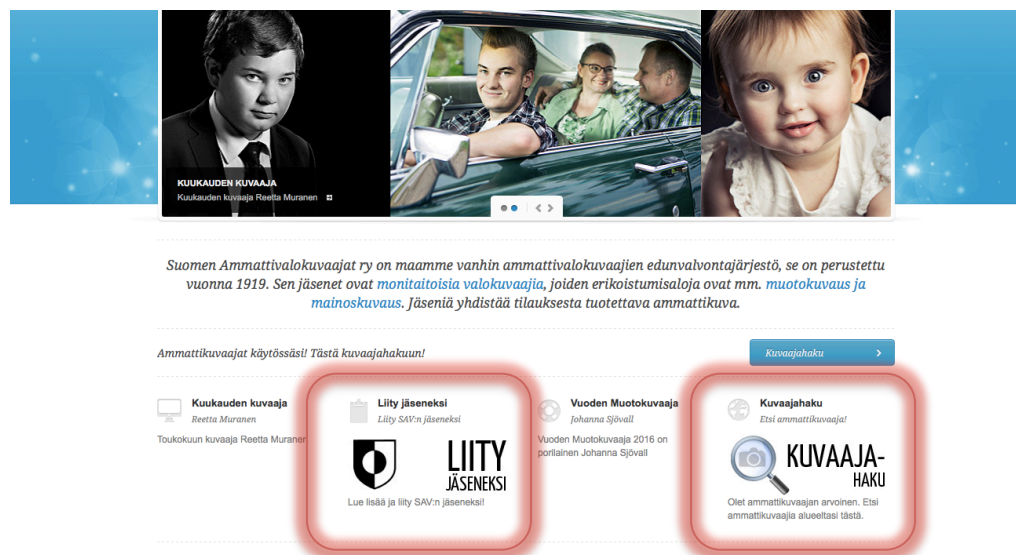 KUUKAUDEN KUVAAJA
Kuukauden kuvaaja Reetta Muranen
Suomen Ammattivalokuvaajat ry on maamme vanhin ammattivalokuvaajien edunvalvontajärjestö, se on perustettu
vuonna 1919. Sen jäsenet ovat monitaitoisia valokuvaajia, joiden erikoistumisaloja ovat mm. muotokuvaus ja
mainoskuvaus. Jäseniä yhdistää tilauksesta tuotettava ammattikuva.
Ammattikuvaajat käytössäsi! Tästä kuvaajahakuun!
Kuvaajahaku
Kuukauden kuvaaja
Reetta Muranen
Toukokuun kuvaaja Reetta Muranen
Liity jäseneksi
Liity SAV:n jäseneksi
LIITY
JÄSENEKSI
Lue lisää ja liity SAV:n jäseneksi!
Vuoden Muotokuvaaja
Johanna Sjövall
Vuoden Muotokuvaaja 2016 on
porilainen Johanna Sjövall
Kuvaajahaku
Etsi ammattikuvaaja!
KUVAAJA-
HAKU
Olet ammattikuvaajan arvoinen. Etsi
ammattikuvaajia alueeltasi tästä.